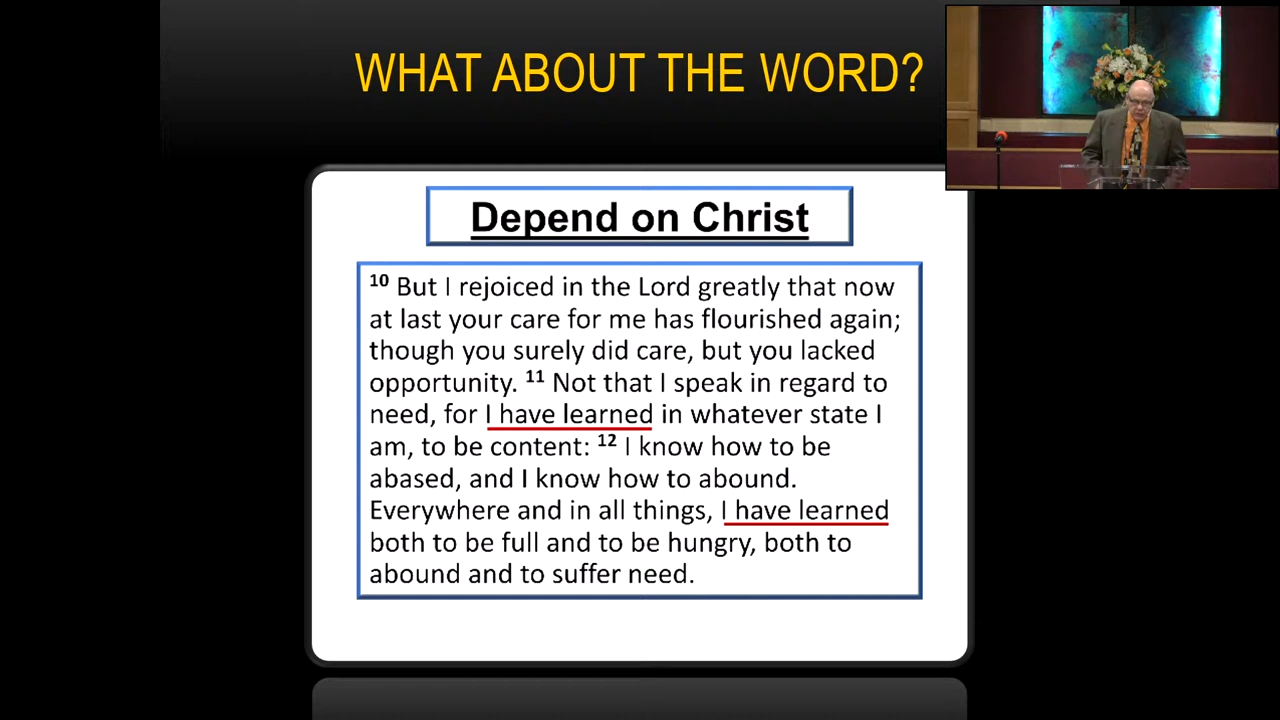 WHAT ABOUT THE WORD?
Depend on Christ
10 But I rejoiced in the Lord greatly that now
at last your care for me has flourished again;
though you surely did care, but you lacked
opportunity. 11 Not that I speak in regard to
need, for I have learned in whatever state I
am, to be content: 12 I know how to be
abased, and I know how to abound.
Everywhere and in all things, I have learned
both to be full and to be hungry, both to
abound and to suffer need.